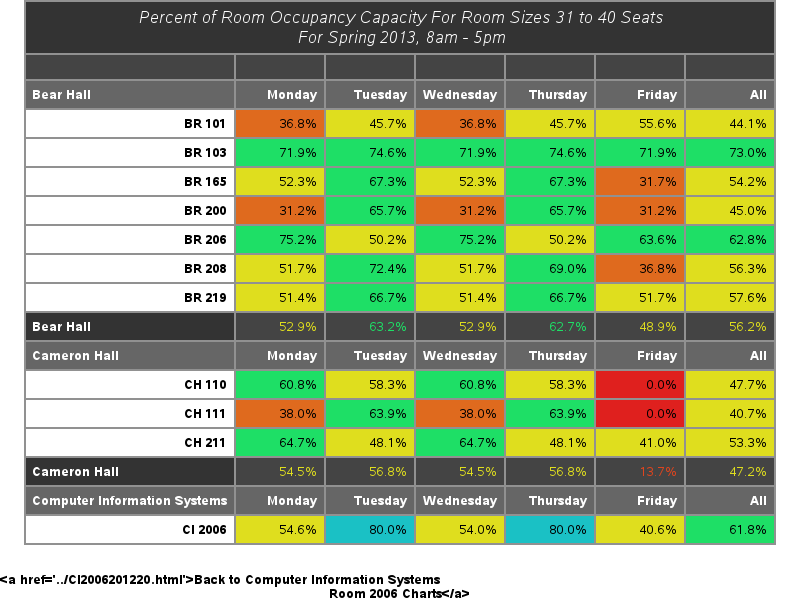 Percent of Room Occupancy Capacity For Room Sizes 31 to 40 Seats
For Spring 2013, 8am - 5pm
Bear Hall Monday Tuesday Wednesday Thursday Friday All
BR 101 36.8% 45.7% 36.8% 45.7% 55.6% 44.1%
BR 103 71.9% 74.6% 71.9% 74.6% 71.9% 73.0%
BR 165 52.3% 67.3% 52.3% 67.3% 31.7% 54.2%
BR 200 31.2% 65.7% 31.2% 65.7% 31.2% 45.0%
BR 206 75.2% 50.2% 75.2% 50.2% 63.6% 62.8%
BR 208 51.7% 72.4% 51.7% 69.0% 36.8% 56.3%
BR 219 51.4% 66.7% 51.4% 66.7% 51.7% 57.6%
Bear Hall 52.9% 63.2% 52.9% 62.7% 48.9% 56.2%
Cameron Hall Monday Tuesday Wednesday Thursday Friday All
CH 110 60.8% 58.3% 60.8% 58.3% 0.0% 47.7%
CH 111 38.0% 63.9% 38.0% 63.9% 0.0% 40.7%
CH 211 64.7% 48.1% 64.7% 48.1% 41.0% 53.3%
Cameron Hall 54.5% 56.8% 54.5% 56.8% 13.7% 47.2%
Computer Information Systems Monday Tuesday Wednesday Thursday Friday All
CI 2006 54.6% 80.0% 54.0% 80.0% 40.6% 61.8%
<a href='../CI2006201220.html'>Back to Computer Information Systems
Room 2006 Charts</a>